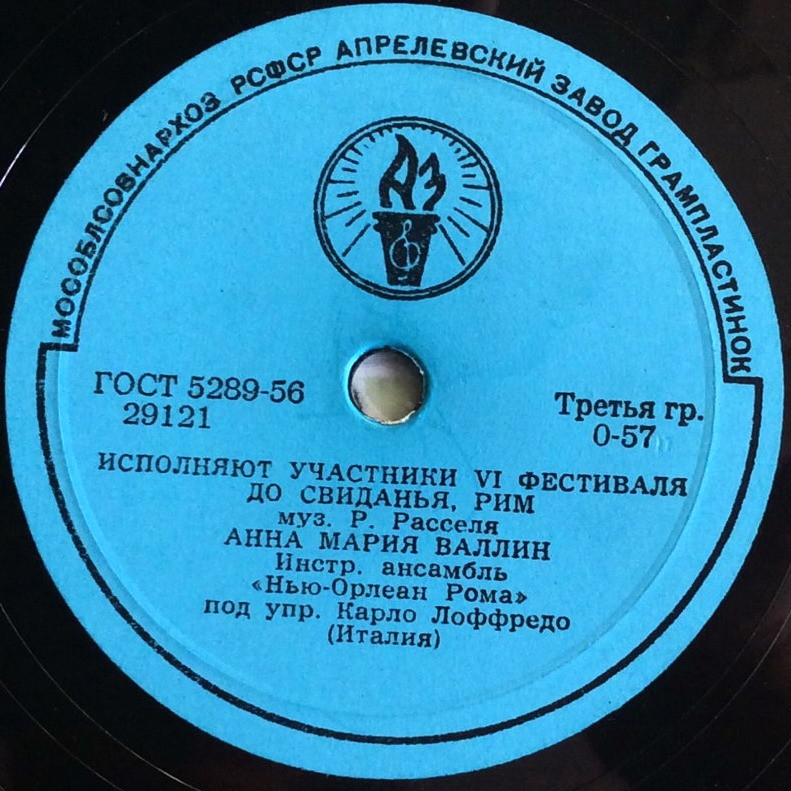 МОСОБЛСОВНАРХОЗ РСФСР АПРЕЛЕВСКИЙ ЗАВОД ГРАМПЛАСТИНОК
АЗ
ГОСТ 5289-56
29121
Третья гр.
0-57
ИСПОЛНЯЮТ УЧАСТНИКИ VI ФЕСТИВАЛЯ
ДО СВИДАНЬЯ, РИМ
муз. Р. Расселя
АННА МАРИЯ ВАЛЛИН
Инстр. ансамбль
«Нью-Орлеан Рома»
под упр. Карло Лоффредо
(Италия)